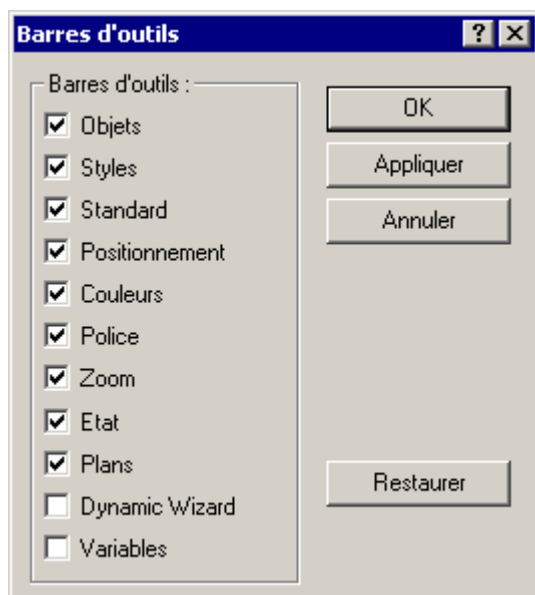 Barres d'outils
Barres d'outils :
Objets
Styles
Standard
Positionnement
Couleurs
Police
Zoom
Etat
Plans
Dynamic Wizard
Variables
OK
Appliquer
Annuler
Restaurer